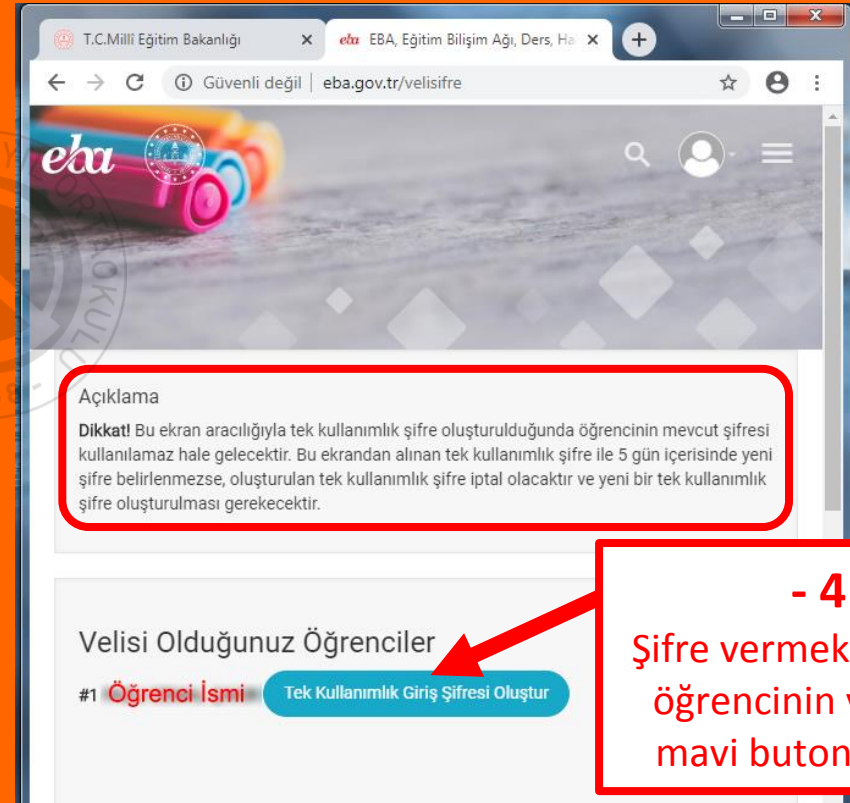 T.C.Millî Eğitim Bakanlığı
eba EBA, Eğitim Bilişim Ağı, Ders, Ha
Güvenli değil | eba.gov.tr/velisifre
eba
Açıklama
Dikkat! Bu ekran aracılığıyla tek kullanımlık şifre oluşturulduğunda öğrencinin mevcut şifresi
kullanılamaz hale gelecektir. Bu ekrandan alınan tek kullanımlık şifre ile 5 gün içerisinde yeni
şifre belirlenmezse, oluşturulan tek kullanımlık şifre iptal olacaktır ve yeni bir tek kullanımlık
şifre oluşturulması gerekecektir.
Velisi Olduğunuz Öğrenciler
#1 Öğrenci İsmi Tek Kullanımlık Giriş Şifresi Oluştur
- 4
Şifre vermek
öğrencinin
mavi buton